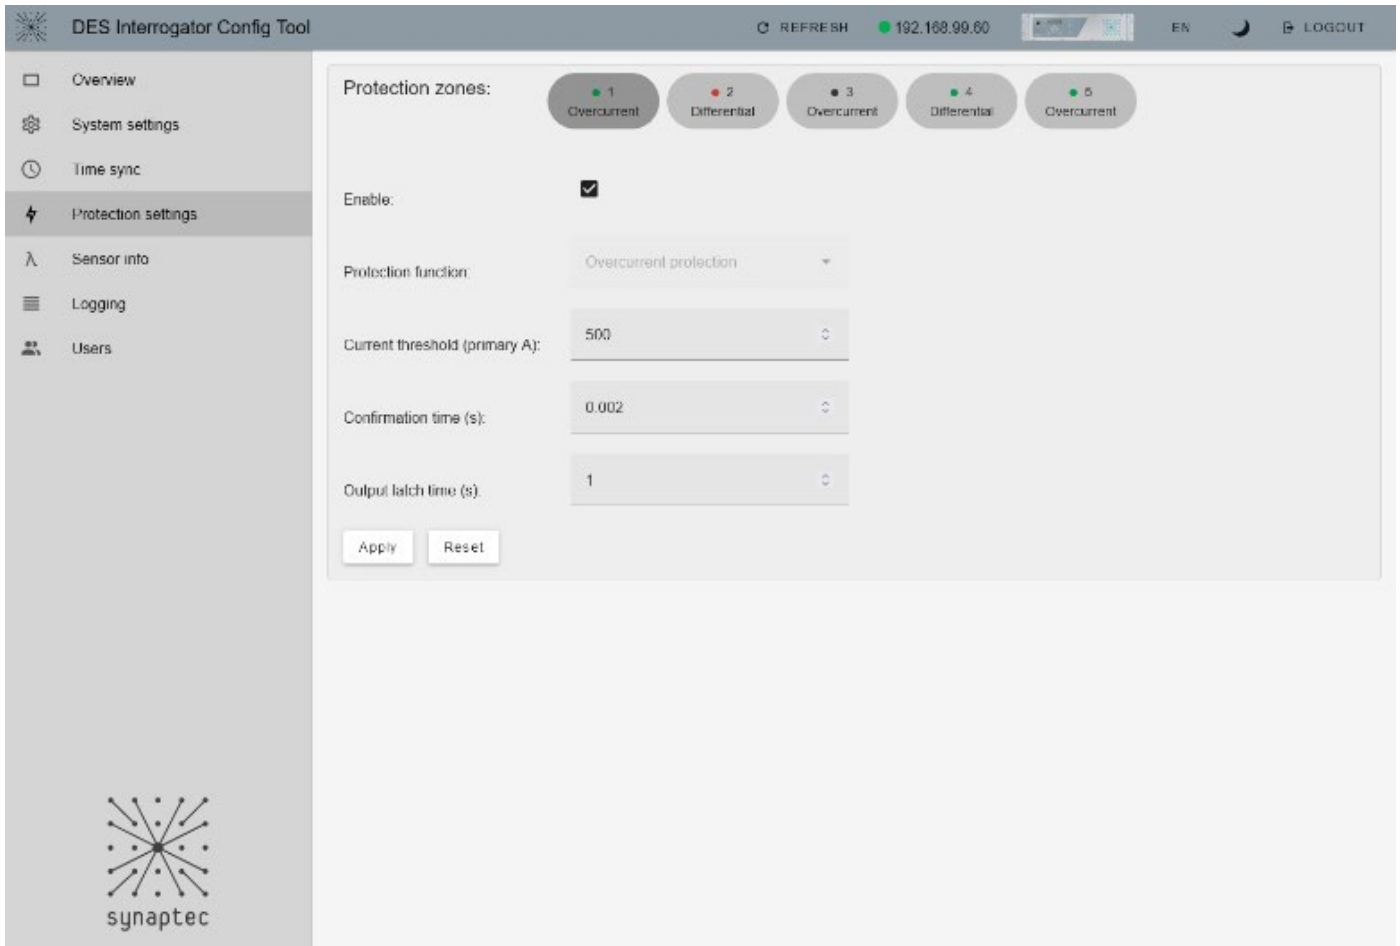 DES Interrogator Config Tool
REFRESH
192.168.99.60
EN
LOGOUT
Overview
System settings
Time sync
Protection settings
Sensor info
Logging
Users
Protection zones:
1
Overcurrent
2
Differential
3
Overcurrent
4
Differential
5
Overcurrent
Enable:
Protection function:
Overcurrent protection
Current threshold (primary A):
500
Confirmation time (s):
0.002
Output latch time (s):
1
Apply
Reset
synaptec